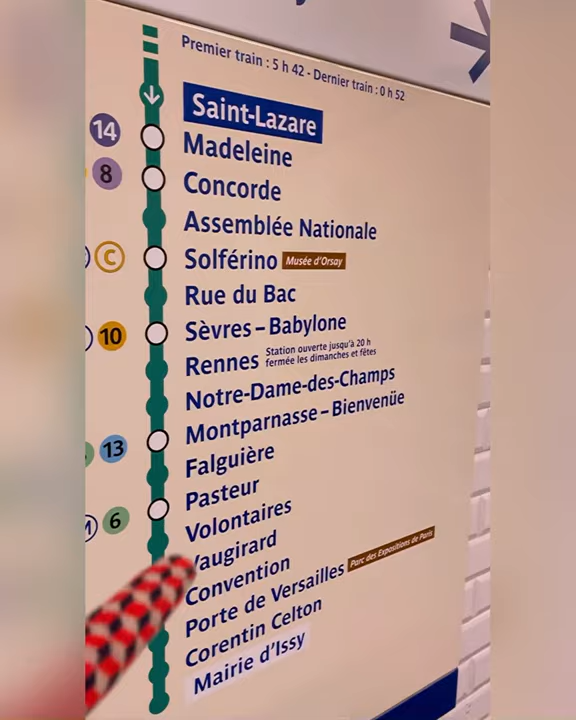 Premier train : 5 h 42 - Dernier train : 0 h 52
Saint-Lazare
14
Madeleine
8
Concorde
Assemblée Nationale
C
Solférino Musée d'Orsay
Rue du Bac
10
Sèvres – Babylone
Rennes Station ouverte jusqu'à 20 h
fermée les dimanches et fêtes
Notre-Dame-des-Champs
13
Montparnasse – Bienvenüe
Falguière
6
Pasteur
Volontaires
Vaugirard
Convention
Porte de Versailles Parc des Expositions de Paris
Corentin Celton
Mairie d'Issy